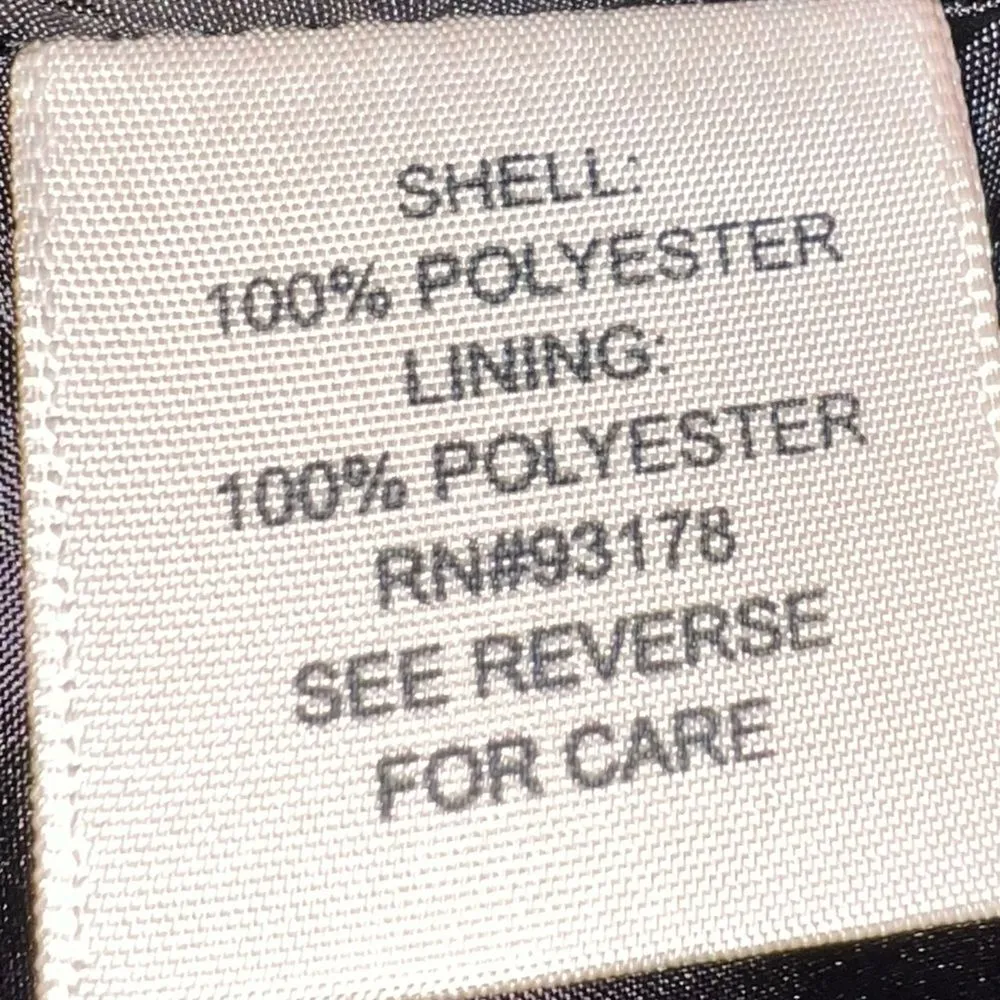 SHELL:
100% POLYESTER
LINING:
100% POLYESTER
RN#93178
SEE REVERSE
FOR CARE